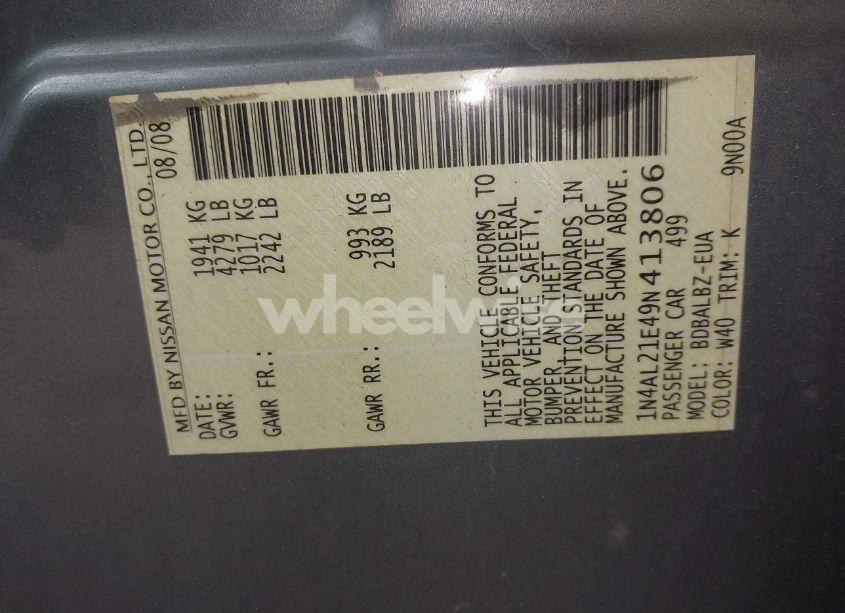 MFD BY NISSAN MOTOR CO., LTD.
DATE: 08/08
GVWR: 1941 KG
4279 LB
GAWR FR.: 1017 KG
2242 LB
GAWR RR.: 993 KG
2189 LB
THIS VEHICLE CONFORMS TO
ALL APPLICABLE FEDERAL
MOTOR VEHICLE SAFETY,
BUMPER, AND THEFT
PREVENTION STANDARDS IN
EFFECT ON THE DATE OF
MANUFACTURE SHOWN ABOVE.
1N4AL21E49N413806
PASSENGER CAR 499
MODEL: BDBALBZ-EUA
COLOR: W40 TRIM: K 9N00A